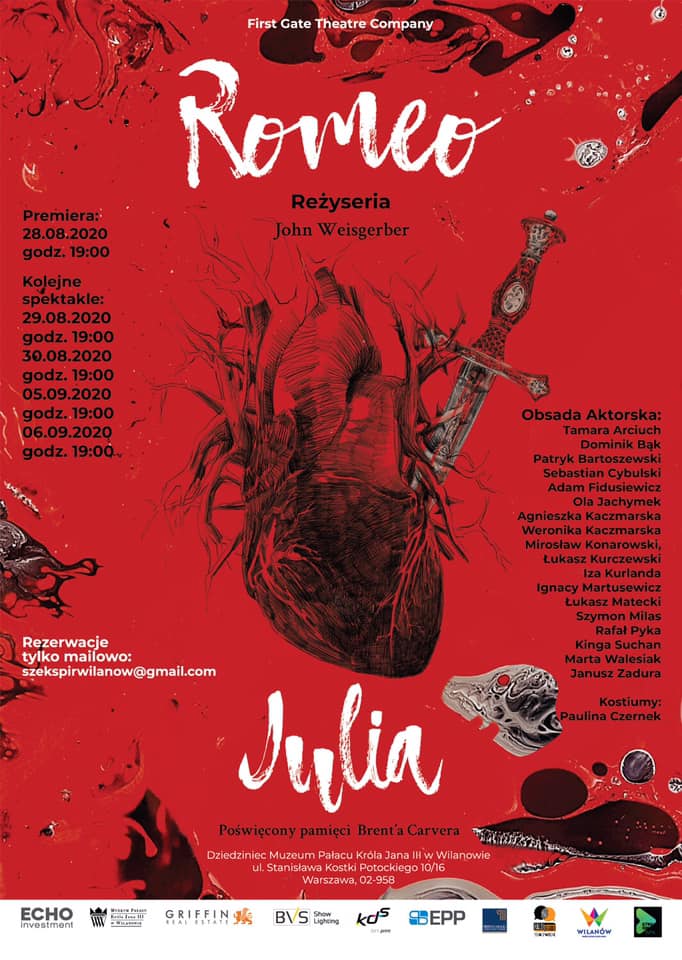 First Gate Theatre Company
Romeo
Reżyseria
John Weisgerber
Premiera:
28.08.2020
godz. 19:00
Kolejne
spektakle:
29.08.2020
godz. 19:00
30.08.2020
godz. 19:00
05.09.2020
godz. 19:00
06.09.2020
godz. 19:00
Obsada Aktorska:
Tamara Arciuch
Dominik Bąk
Patryk Bartoszewski
Sebastian Cybulski
Adam Fidusiewicz
Ola Jachymek
Agnieszka Kaczmarska
Weronika Kaczmarska
Mirosław Konarowski,
Łukasz Kurczewski
Iza Kurlanda
Ignacy Martusewicz
Łukasz Matecki
Szymon Milas
Rafał Pyka
Kinga Suchan
Marta Walesiak
Janusz Zadura
Kostiumy:
Paulina Czernek
Rezerwacje
tylko mailowo:
szekspirwilanow@gmail.com
Julia
Poświęcony pamięci Brent'a Carvera
Dziedziniec Muzeum Pałacu Króla Jana III w Wilanowie
ul. Stanisława Kostki Potockiego 10/16
Warszawa, 02-958
ECHO
investment
Muzeum Pałacu
Króla Jana III
w Wilanowie
GRIFFIN
REAL ESTATE
BVS Show
Lighting
kds
EPP
WILANÓW